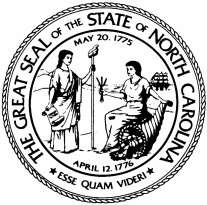 THE GREAT SEAL OF THE STATE OF NORTH CAROLINA
MAY 20, 1775
APRIL 12, 1776
★ESSE QUAM VIDERI★